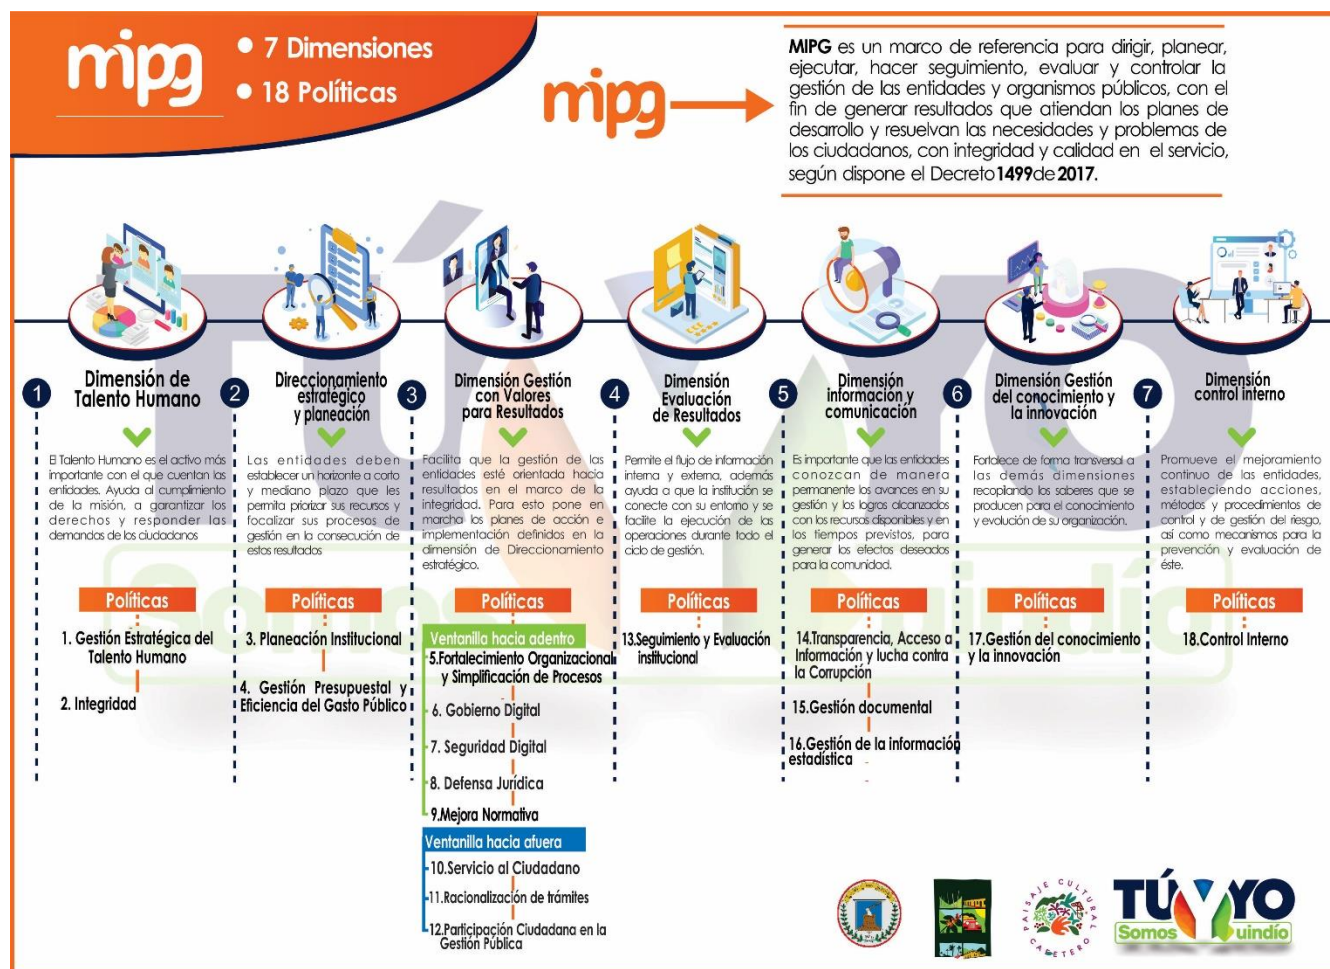 mipg
• 7 Dimensiones
• 18 Políticas
mipg
MIPG es un marco de referencia para dirigir, planear,
ejecutar, hacer seguimiento, evaluar y controlar la
gestión de las entidades y organismos públicos, con el
fin de generar resultados que atiendan los planes de
desarrollo y resuelvan las necesidades y problemas de
los ciudadanos, con integridad y calidad en el servicio,
según dispone el Decreto 1499 de 2017.
1
Dimensión de
Talento Humano
El Talento Humano es el activo más
importante con el que cuentan las
entidades. Ayuda al cumplimiento
de la misión, a garantizar los
derechos y responder las
demandas de los ciudadanos
Políticas
1. Gestión Estratégica del
Talento Humano
2. Integridad
2
Direccionamiento
estratégico
y planeación
Las entidades deben
establecer un horizonte a corto
y mediano plazo que les
permita priorizar sus recursos y
focalizar sus procesos de
gestión en la consecución de
estos resultados
Políticas
3. Planeación Institucional
4. Gestión Presupuestal y
Eficiencia del Gasto Público
3
Dimensión Gestión
con Valores
para Resultados
Facilita que la gestión de las
entidades esté orientada hacia
resultados en el marco de la
integridad. Para esto pone en
marcha los planes de acción e
implementación definidos en la
dimensión de Direccionamiento
estratégico.
Políticas
Ventanilla hacia adentro
5.Fortalecimiento Organizacional
y Simplificación de Procesos
6. Gobierno Digital
7. Seguridad Digital
8. Defensa Jurídica
9.Mejora Normativa
Ventanilla hacia afuera
10.Servicio al Ciudadano
11.Racionalización de trámites
12.Participación Ciudadana en la
Gestión Pública
4
Dimensión
Evaluación
de Resultados
Permite el flujo de información
interna y externa, además
ayuda a que la institución se
conecte con su entorno y se
facilite la ejecución de las
operaciones durante todo el
ciclo de gestión.
Políticas
13.Seguimiento y Evaluación
institucional
5
Dimensión
información y
comunicación
Es importante que las entidades
conozcan de manera
permanente los avances en su
gestión y los logros alcanzados
con los recursos disponibles y en
los tiempos previstos, para
generar los efectos deseados
para la comunidad.
Políticas
14.Transparencia, Acceso a
Información y lucha contra
la Corrupción
15.Gestión documental
16.Gestión de la información
estadística
6
Dimensión Gestión
del conocimiento y
la innovación
Fortalece de forma transversal a
las demás dimensiones
recopilando los saberes que se
producen para el conocimiento
y evolución de su organización.
Políticas
17.Gestión del conocimiento
y la innovación
7
Dimensión
control interno
Promueve el mejoramiento
continuo de las entidades,
estableciendo acciones,
métodos y procedimientos de
control y de gestión del riesgo,
así como mecanismos para la
prevención y evaluación de
éste.
Políticas
18.Control Interno
TÚ Y YO
Somos Quindío
PAISAJE CULTURAL
CAFETERO
TÚ Y YO
Somos Quindío